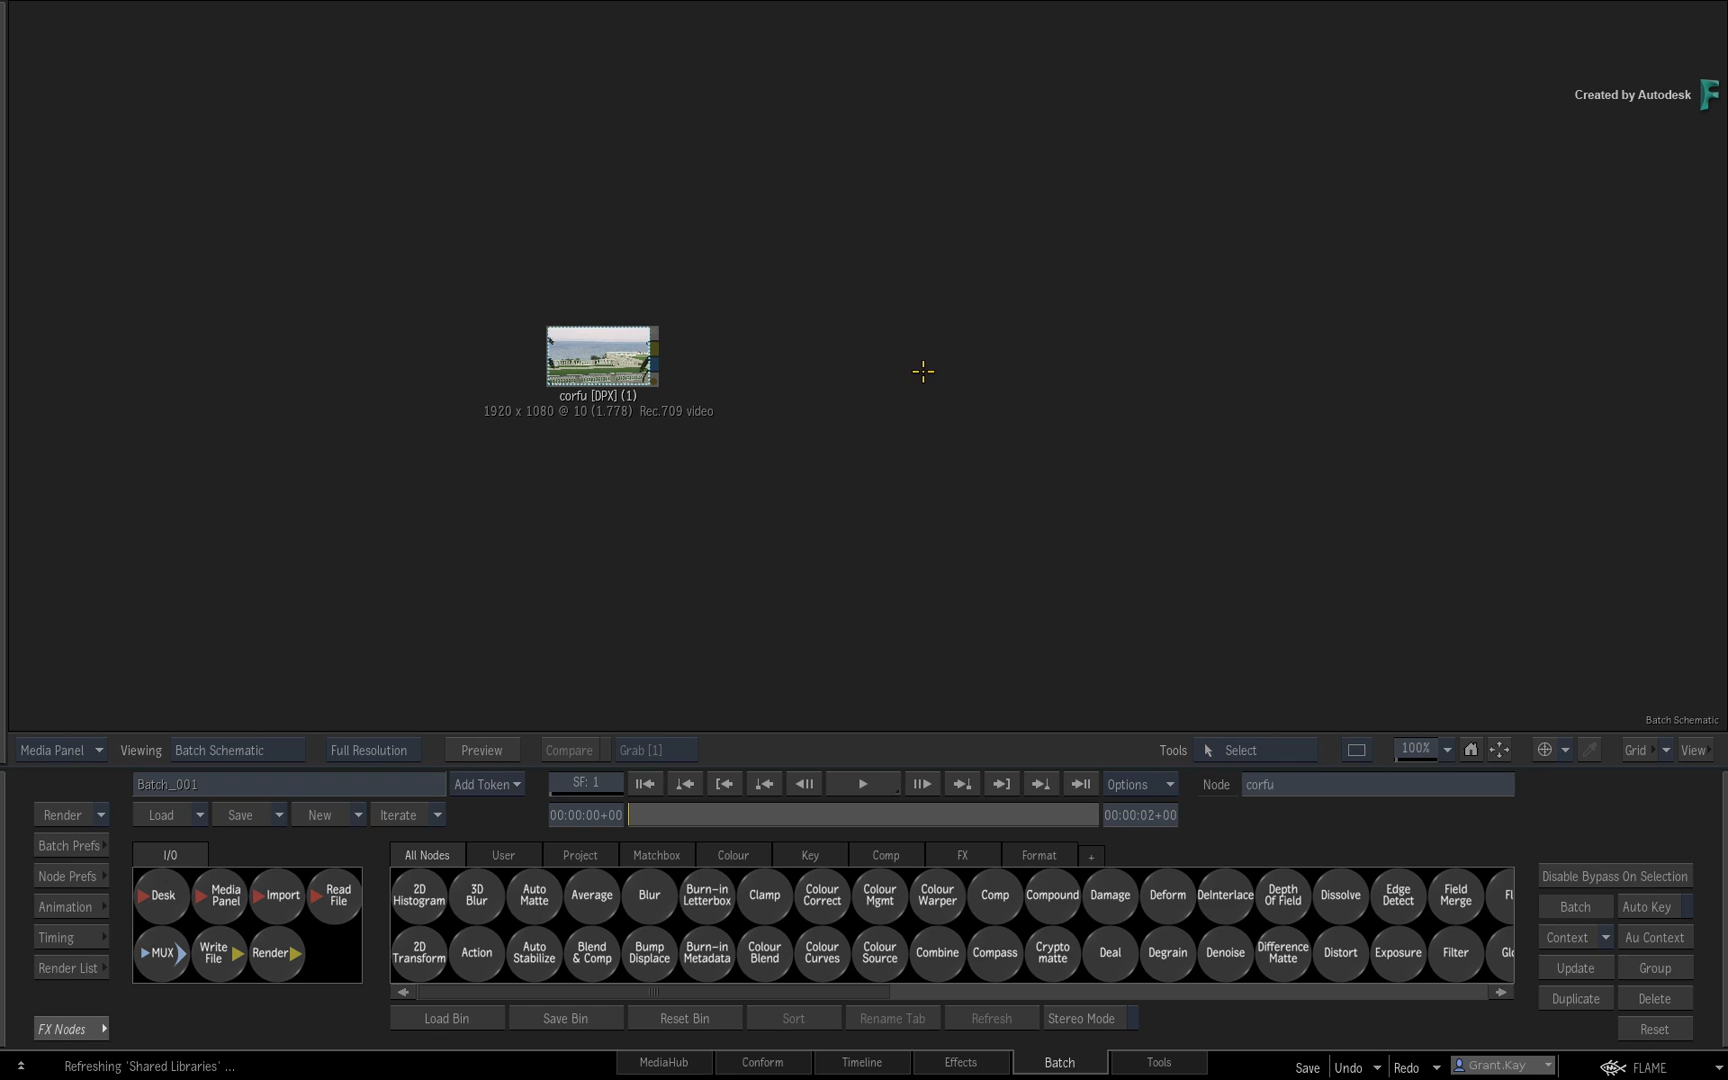 Created by Autodesk
corfu [DPX] (1)
1920 x 1080 @ 10 (1.778) Rec.709 video
Batch Schematic
Media Panel Viewing Batch Schematic Full Resolution Preview Compare Grab [1] Tools Select 100% Grid View
Batch_001 Add Token SF: 1 Options Node corfu
Render Load Save New Iterate 00:00:00+00 00:00:02+00
Batch Prefs
I/O All Nodes User Project Matchbox Colour Key Comp FX Format +
Node Prefs Disable Bypass On Selection
Desk Media Panel Import Read File 2D Histogram 3D Blur Auto Matte Average Blur Burn-in Letterbox Clamp Colour Correct Colour Mgmt Colour Warper Comp Compound Damage Deform DeInterlace Depth Of Field Dissolve Edge Detect Field Merge Fl
Animation Batch Auto Key
Timing Context Au Context
MUX Write File Render 2D Transform Action Auto Stabilize Blend & Comp Bump Displace Burn-in Metadata Colour Blend Colour Curves Colour Source Combine Compass Crypto matte Deal Degrain Denoise Difference Matte Distort Exposure Filter Glo
Render List Update Group
Duplicate Delete
FX Nodes Load Bin Save Bin Reset Bin Sort Rename Tab Refresh Stereo Mode Reset
Refreshing 'Shared Libraries' ... MediaHub Conform Timeline Effects Batch Tools Save Undo Redo Grant.Kay FLAME